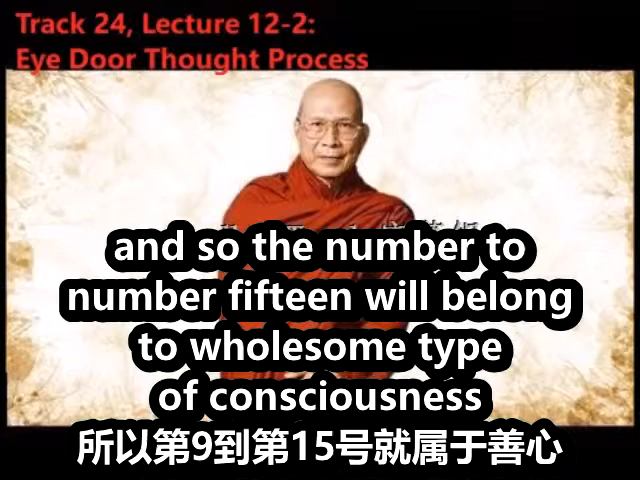 Track 24, Lecture 12-2:
Eye Door Thought Process
and so the number to
number fifteen will belong
to wholesome type
of consciousness
所以第9到第15号就属于善心